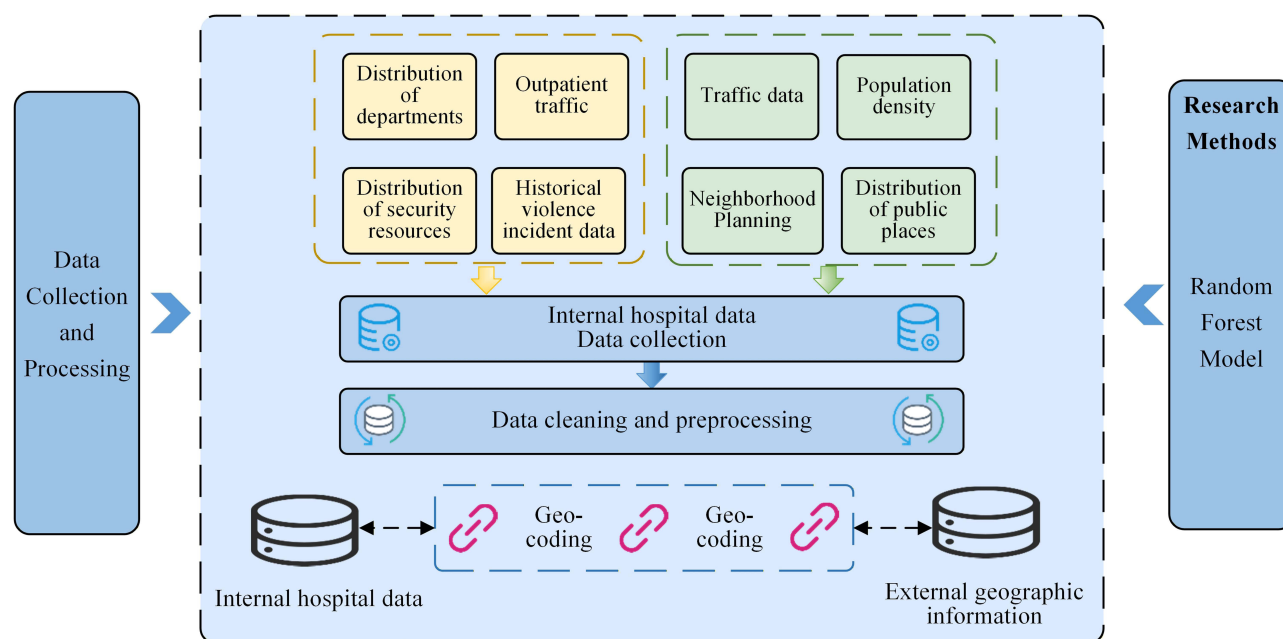 Data
Collection
and
Processing
Distribution
of
departments
Outpatient
traffic
Distribution
of security
resources
Historical
violence
incident data
Traffic data
Population
density
Neighborhood
Planning
Distribution
of public
places
Internal hospital data
Data collection
Data cleaning and preprocessing
Geo-
coding
Geo-
coding
Internal hospital data
External geographic
information
Research
Methods
Random
Forest
Model